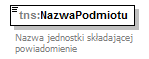 tns:NazwaPodmiotu
Nazwa jednostki składającej
powiadomienie